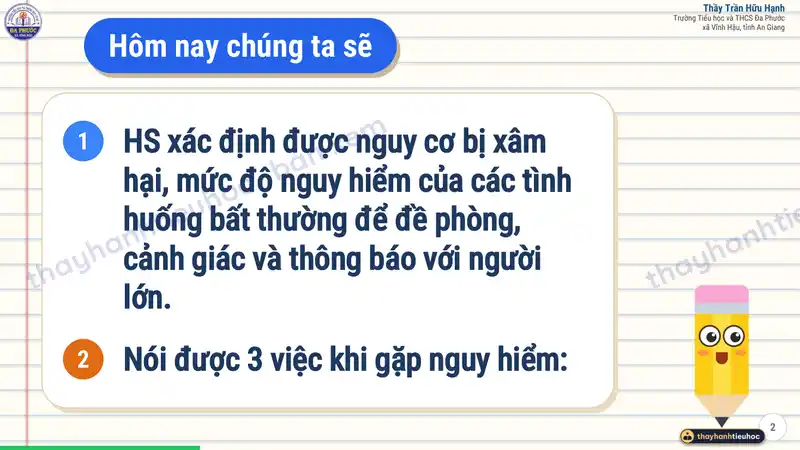 Thầy Trần Hữu Hạnh
Trường Tiểu học và THCS Đa Phước
xã Vĩnh Hậu, tỉnh An Giang
ĐA PHƯỚC
Hôm nay chúng ta sẽ
1 HS xác định được nguy cơ bị xâm
hại, mức độ nguy hiểm của các tình
huống bất thường để đề phòng,
cảnh giác và thông báo với người
lớn.
2 Nói được 3 việc khi gặp nguy hiểm:
thayhanhtieuhoc
2